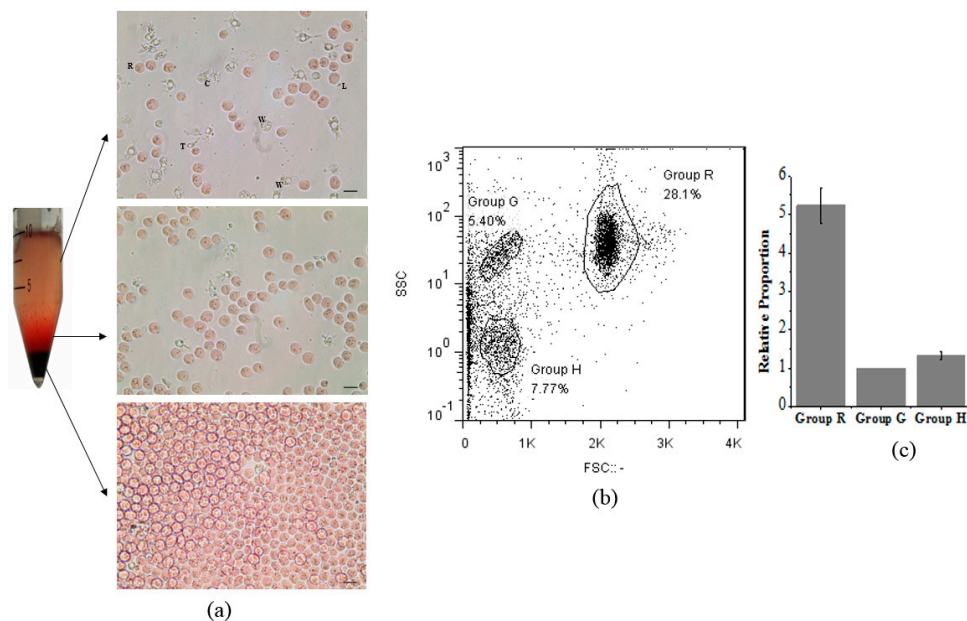 R
C
L
W
T
W
10
5
(a)
10³
10²
10¹
10⁰
10⁻¹
SSC
Group G
5.40%
Group R
28.1%
Group H
7.77%
0
1K
2K
3K
4K
FSC:: -
(b)
6
5
4
3
2
1
0
Relative Proportion
Group R
Group G
Group H
(c)